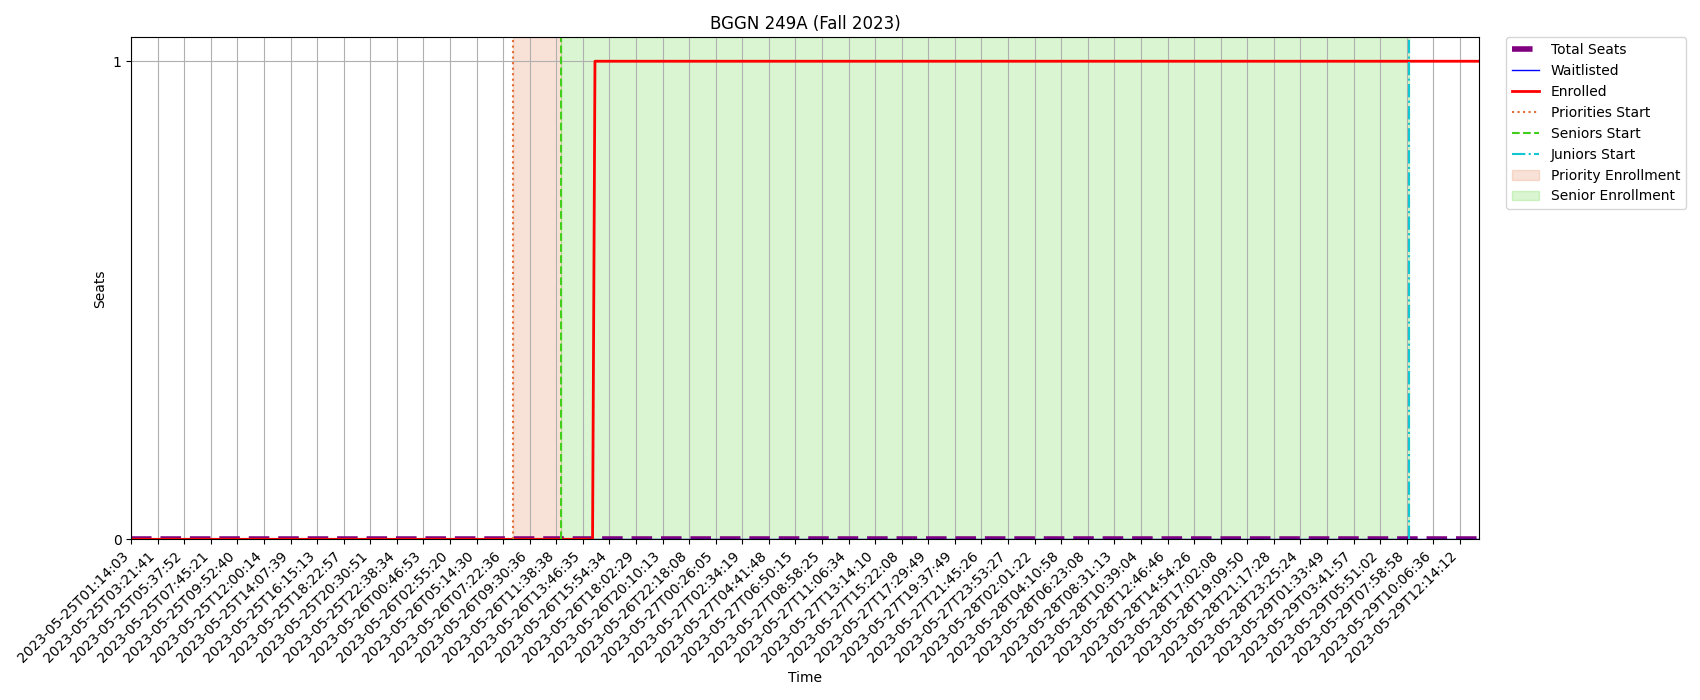 BGGN 249A (Fall 2023)
Seats
1
0
2023-05-25T01:14:03
2023-05-25T03:21:41
2023-05-25T05:37:52
2023-05-25T07:45:21
2023-05-25T09:52:40
2023-05-25T12:00:14
2023-05-25T14:07:39
2023-05-25T16:15:13
2023-05-25T18:22:57
2023-05-25T20:30:51
2023-05-25T22:38:34
2023-05-26T00:46:53
2023-05-26T02:55:20
2023-05-26T05:14:30
2023-05-26T07:22:36
2023-05-26T09:30:36
2023-05-26T11:38:38
2023-05-26T13:46:35
2023-05-26T15:54:34
2023-05-26T18:02:29
2023-05-26T20:10:13
2023-05-26T22:18:08
2023-05-27T00:26:05
2023-05-27T02:34:19
2023-05-27T04:41:48
2023-05-27T06:50:15
2023-05-27T08:58:25
2023-05-27T11:06:34
2023-05-27T13:14:10
2023-05-27T15:22:08
2023-05-27T17:29:49
2023-05-27T19:37:49
2023-05-27T21:45:26
2023-05-27T23:53:27
2023-05-28T02:01:22
2023-05-28T04:10:58
2023-05-28T06:23:09
2023-05-28T08:31:13
2023-05-28T10:39:04
2023-05-28T12:46:46
2023-05-28T14:54:26
2023-05-28T17:02:08
2023-05-28T19:09:50
2023-05-28T21:17:28
2023-05-28T23:25:24
2023-05-29T01:33:49
2023-05-29T03:41:57
2023-05-29T05:51:02
2023-05-29T07:58:58
2023-05-29T10:06:36
2023-05-29T12:14:12
Time
Total Seats
Waitlisted
Enrolled
Priorities Start
Seniors Start
Juniors Start
Priority Enrollment
Senior Enrollment